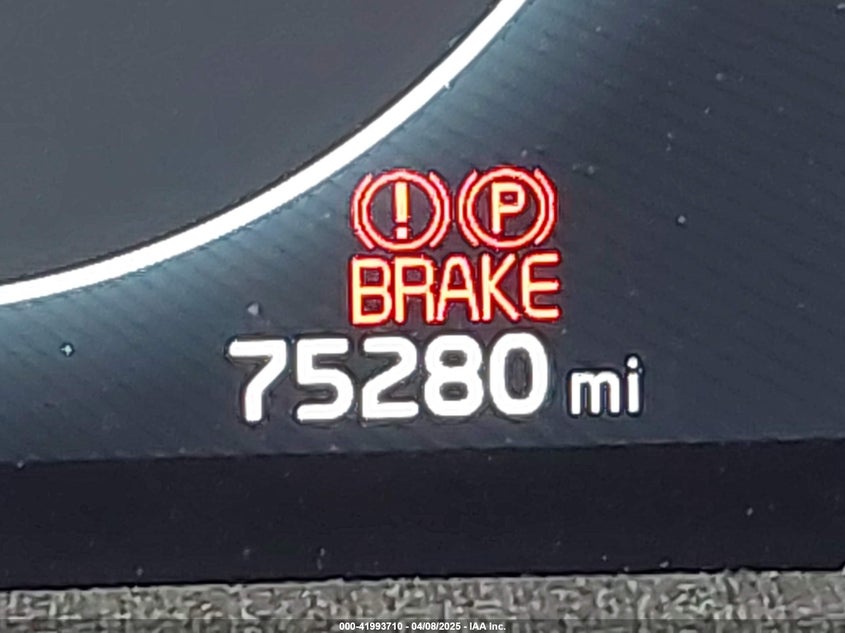 ! P
BRAKE
75280 mi
000-41993710 - 04/08/2025 - IAA Inc.